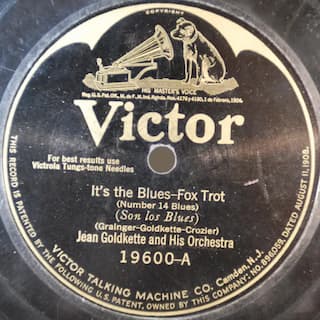 COPYRIGHT
HIS MASTER'S VOICE
Victor
For best results use
Victrola Tungs-tone Needles
It's the Blues–Fox Trot
(Number 14 Blues)
(Son los Blues)
(Grainger-Goldkette-Crozier)
Jean Goldkette and His Orchestra
19600-A
THIS RECORD IS PATENTED BY THE FOLLOWING U.S. PATENT, OWNED BY THIS COMPANY: No. 896059, DATED AUGUST 11, 1908.
VICTOR TALKING MACHINE CO. Camden, N.J.